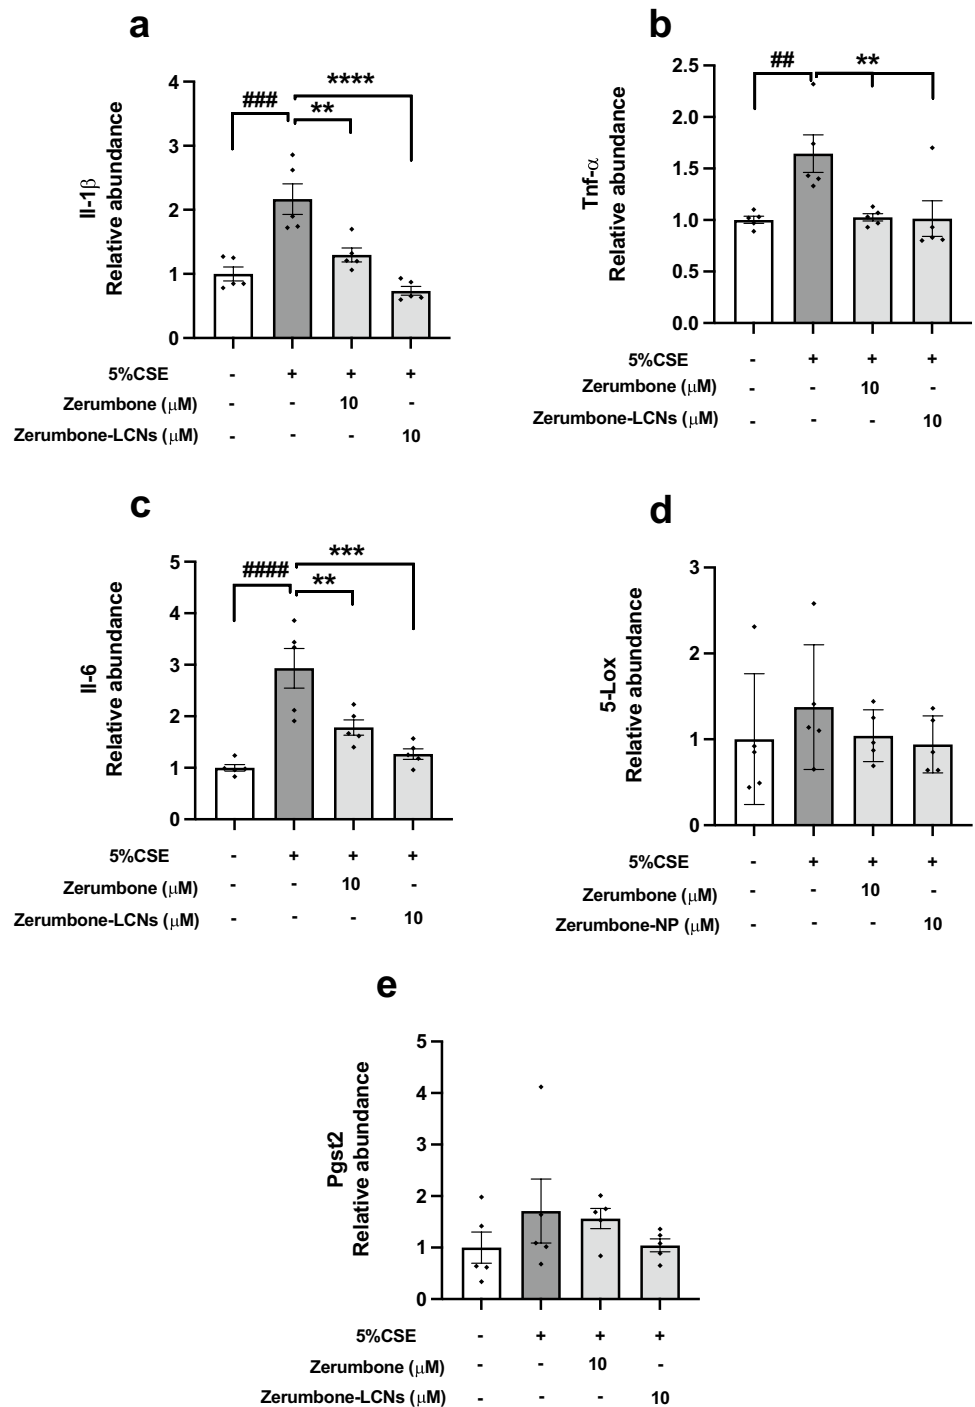 a
Il-1β
Relative abundance
4
3
2
1
0
###
**
****
5%CSE - + + +
Zerumbone (μM) - - 10 -
Zerumbone-LCNs (μM) - - - 10
b
Tnf-α
Relative abundance
2.5
2.0
1.5
1.0
0.5
0.0
##
**
5%CSE - + + +
Zerumbone (μM) - - 10 -
Zerumbone-LCNs (μM) - - - 10
c
Il-6
Relative abundance
5
4
3
2
1
0
####
**
***
5%CSE - + + +
Zerumbone (μM) - - 10 -
Zerumbone-LCNs (μM) - - - 10
d
5-Lox
Relative abundance
3
2
1
0
5%CSE - + + +
Zerumbone (μM) - - 10 -
Zerumbone-NP (μM) - - - 10
e
Pgst2
Relative abundance
5
4
3
2
1
0
5%CSE - + + +
Zerumbone (μM) - - 10 -
Zerumbone-LCNs (μM) - - - 10